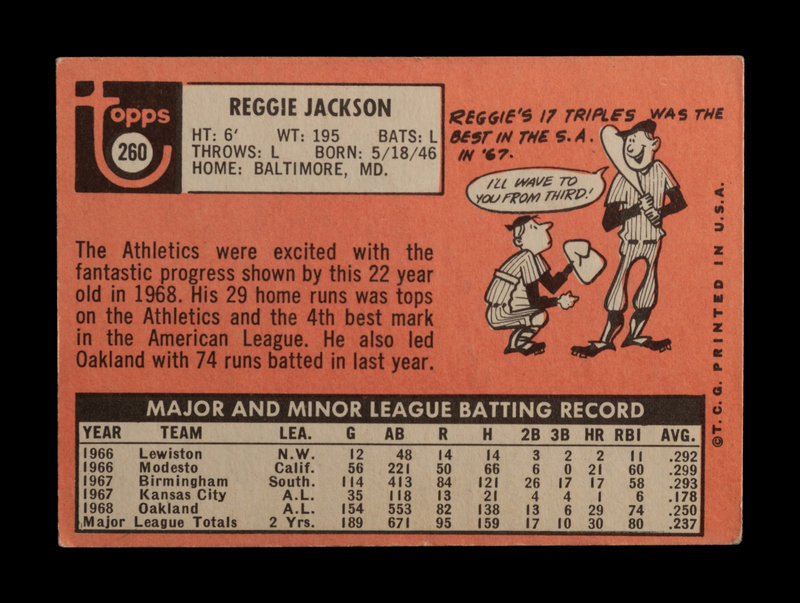 topps
260
REGGIE JACKSON
HT: 6' WT: 195 BATS: L
THROWS: L BORN: 5/18/46
HOME: BALTIMORE, MD.
REGGIE'S 17 TRIPLES WAS THE
BEST IN THE S.A.
IN '67.
I'LL WAVE TO
YOU FROM THIRD!
The Athletics were excited with the
fantastic progress shown by this 22 year
old in 1968. His 29 home runs was tops
on the Athletics and the 4th best mark
in the American League. He also led
Oakland with 74 runs batted in last year.
©T.C.G. PRINTED IN U.S.A.
MAJOR AND MINOR LEAGUE BATTING RECORD
YEAR TEAM LEA. G AB R H 2B 3B HR RBI AVG.
1966 Lewiston N.W. 12 48 14 14 3 2 2 11 .292
1966 Modesto Calif. 56 221 50 66 6 0 21 60 .299
1967 Birmingham South. 114 413 84 121 26 17 17 58 .293
1967 Kansas City A.L. 35 118 13 21 4 4 1 6 .178
1968 Oakland A.L. 154 553 82 138 13 6 29 74 .250
Major League Totals 2 Yrs. 189 671 95 159 17 10 30 80 .237